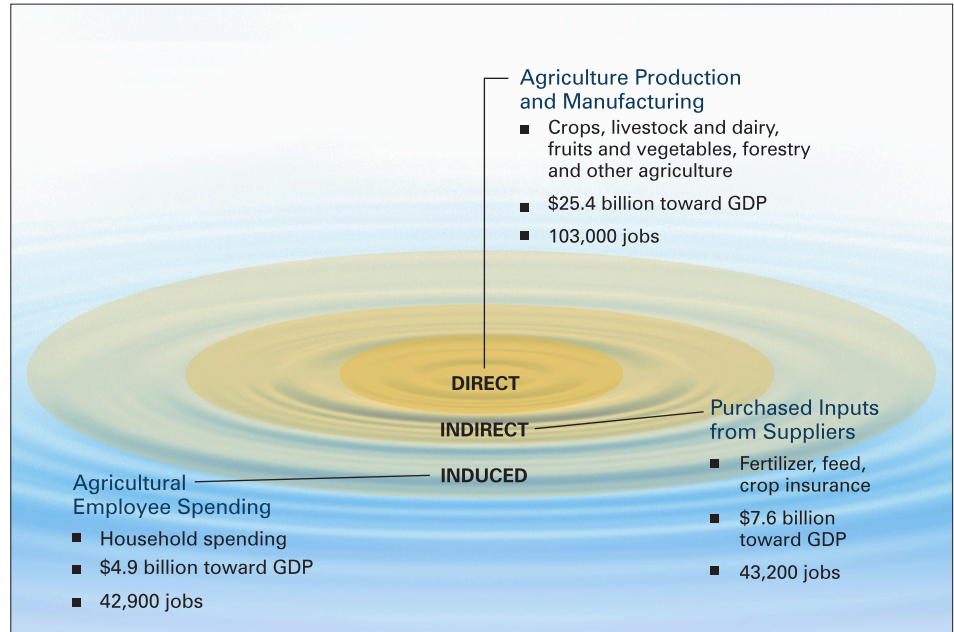 Agriculture Production
and Manufacturing
■ Crops, livestock and dairy,
fruits and vegetables, forestry
and other agriculture
■ $25.4 billion toward GDP
■ 103,000 jobs
DIRECT
INDIRECT
INDUCED
Purchased Inputs
from Suppliers
■ Fertilizer, feed,
crop insurance
■ $7.6 billion
toward GDP
■ 43,200 jobs
Agricultural
Employee Spending
■ Household spending
■ $4.9 billion toward GDP
■ 42,900 jobs